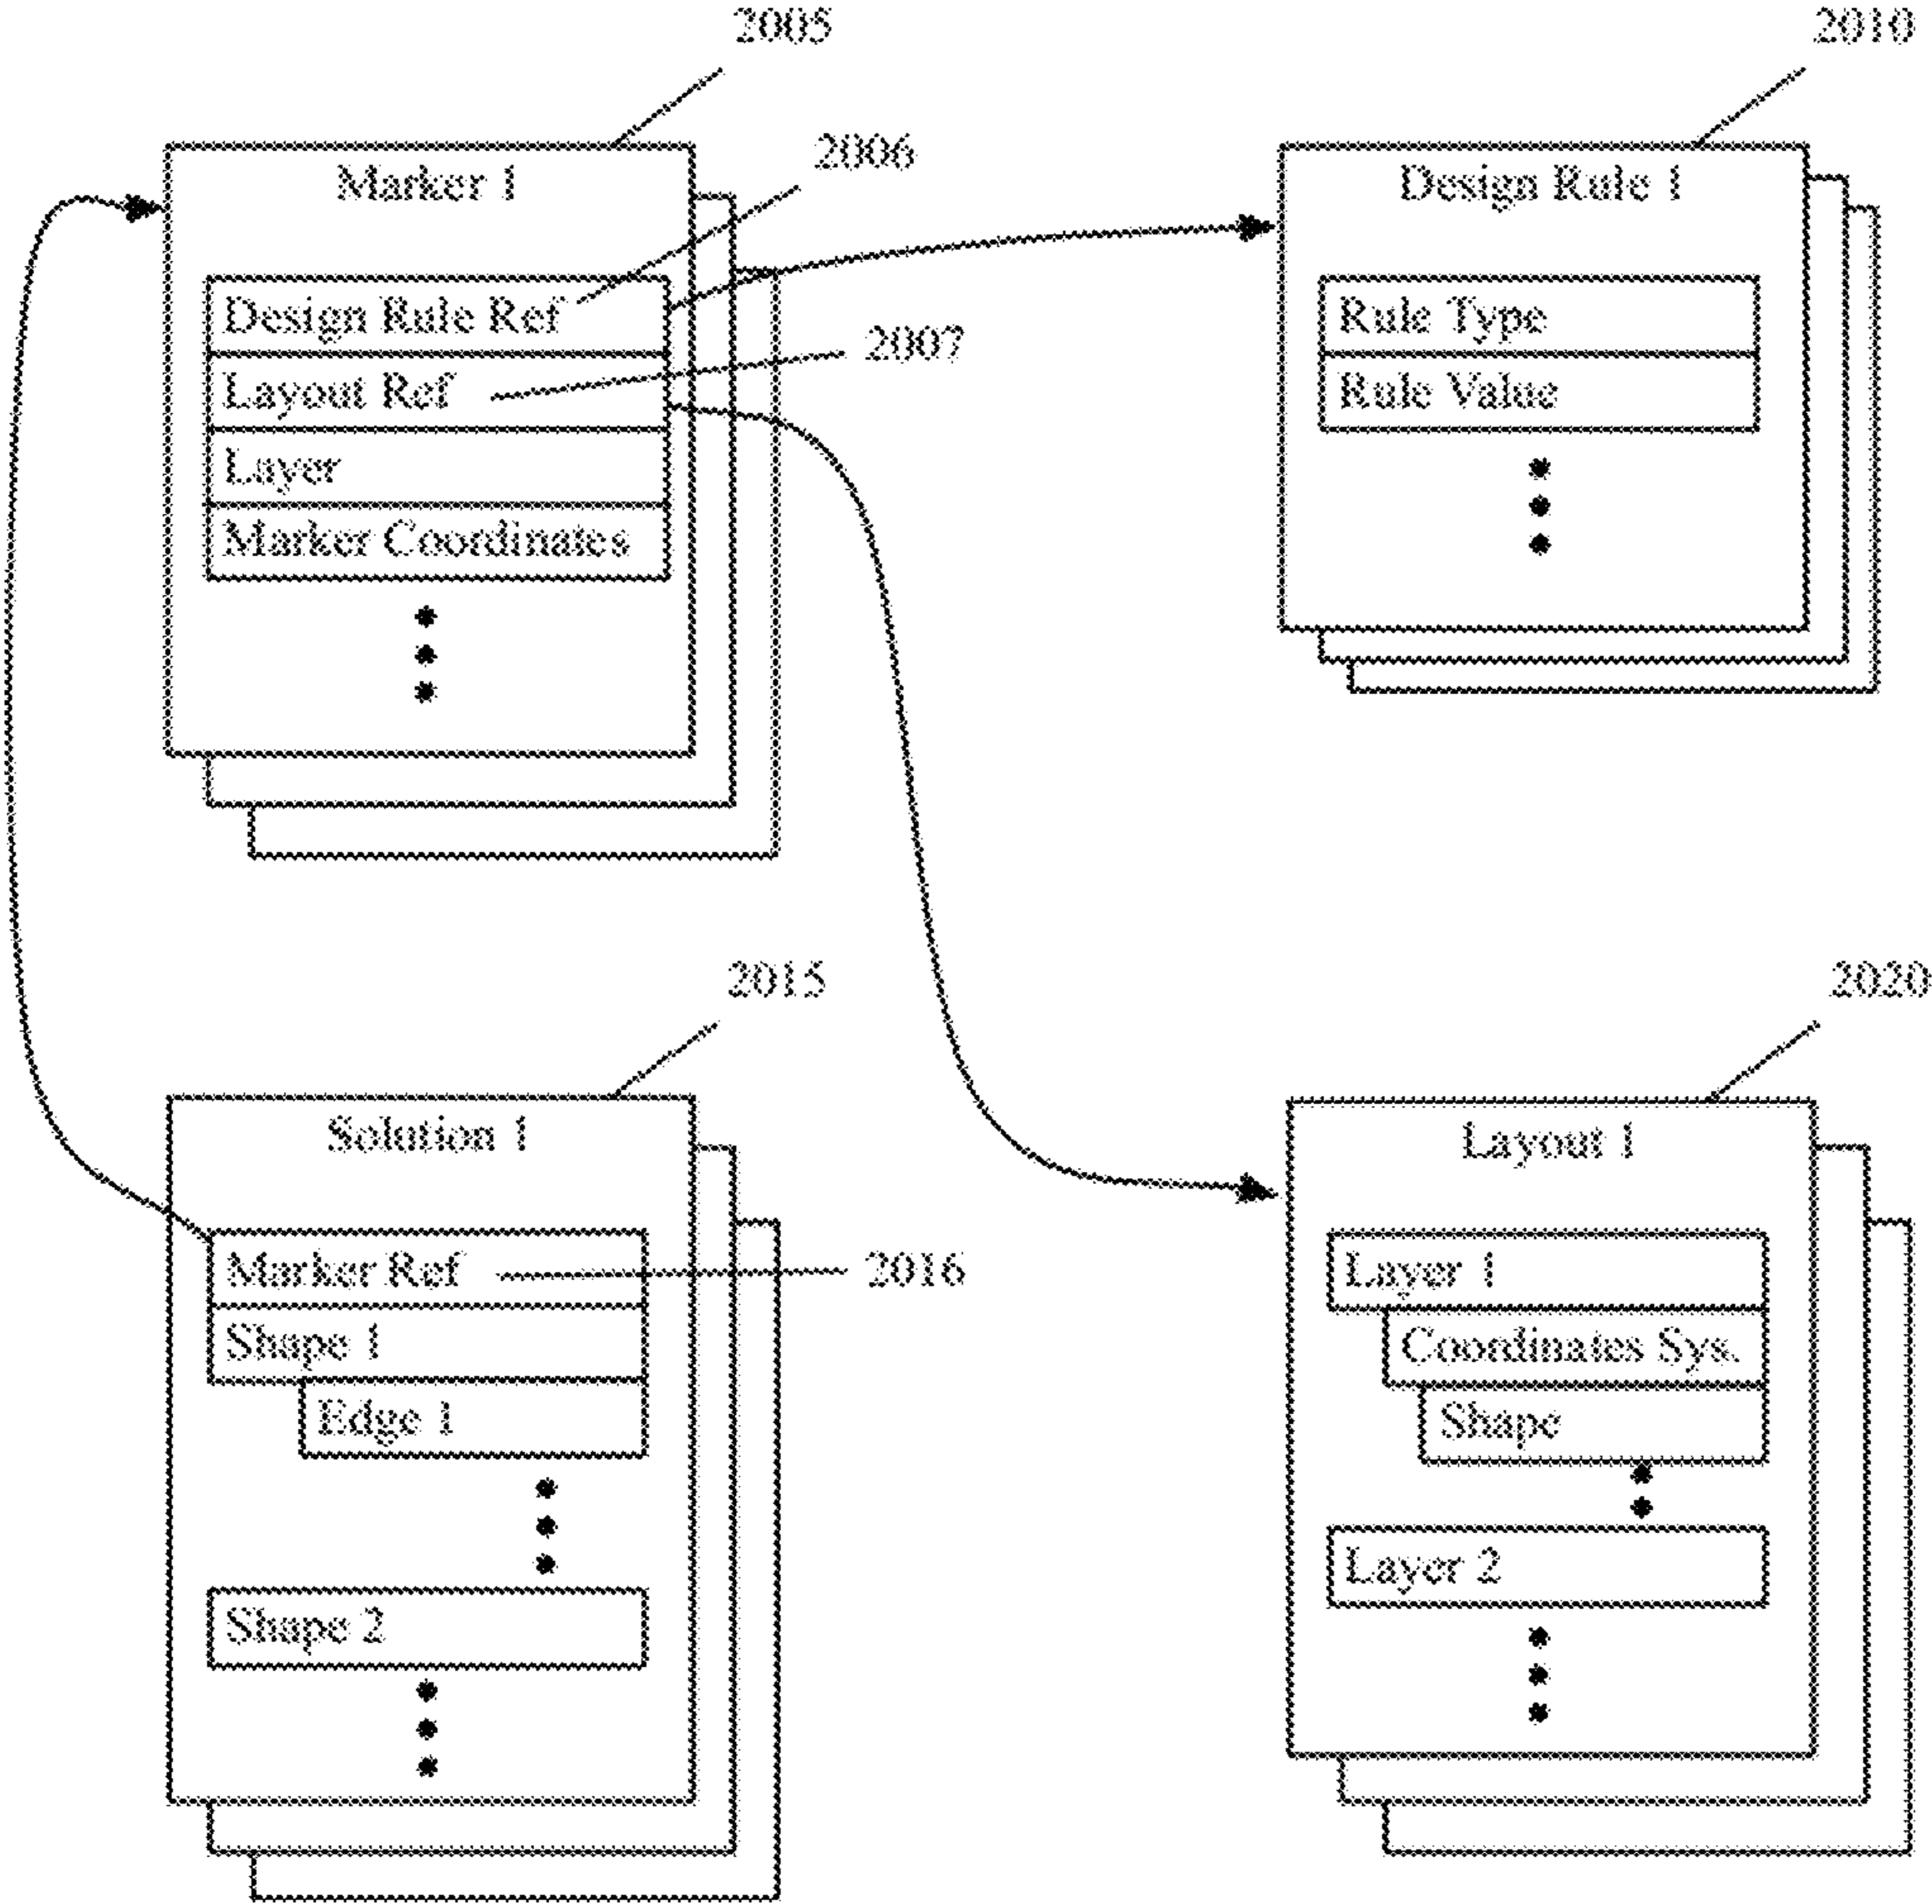 2005
2010
2006
Marker 1
Design Rule Ref
2007
Layout Ref
Layer
Marker Coordinates
Design Rule 1
Rule Type
Rule Value
2015
2020
Solution 1
Marker Ref
2016
Shape 1
Edge 1
Shape 2
Layout 1
Layer 1
Coordinates Sys.
Shape
Layer 2